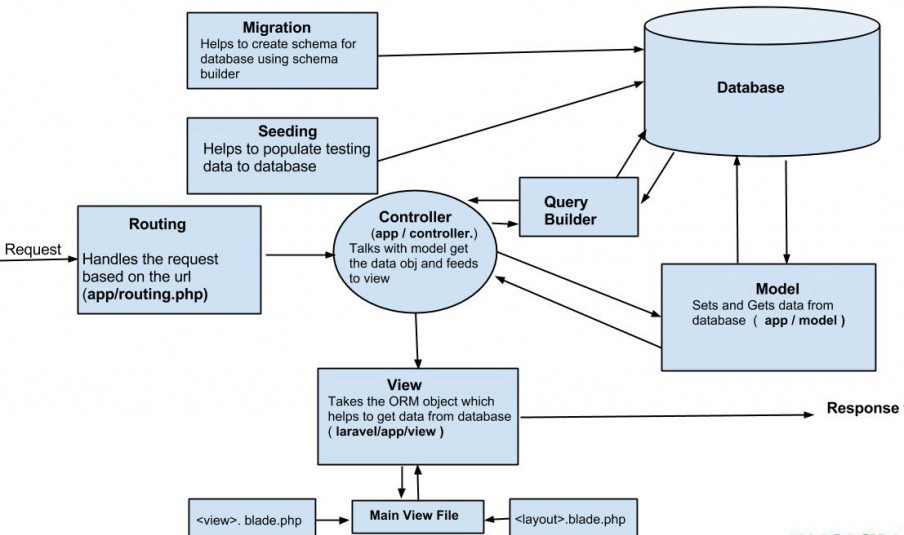 Migration
Helps to create schema for
database using schema
builder
Database
Seeding
Helps to populate testing
data to database
Query
Builder
Request
Routing
Handles the request
based on the url
(app/routing.php)
Controller
(app / controller.)
Talks with model get
the data obj and feeds
to view
Model
Sets and Gets data from
database ( app / model )
View
Takes the ORM object which
helps to get data from database
( laravel/app/view )
Response
<view>. blade.php
Main View File
<layout>.blade.php